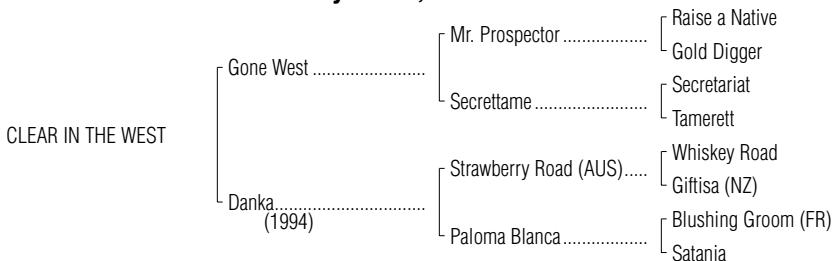 Raise a Native
Mr. Prospector ......................
Gold Digger
Gone West .............................
Secretariat
Secrettame .............................
Tamerett
CLEAR IN THE WEST
Whiskey Road
Strawberry Road (AUS).....
Giftisa (NZ)
Danka.......................................
(1994)
Blushing Groom (FR)
Paloma Blanca ......................
Satania